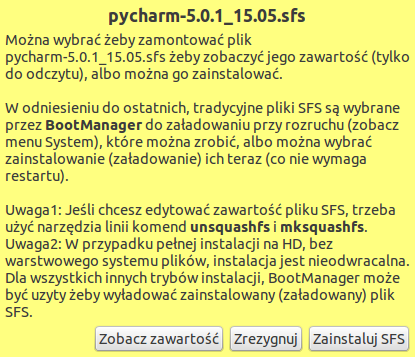 pycharm-5.0.1_15.05.sfs
Można wybrać żeby zamontować plik
pycharm-5.0.1_15.05.sfs żeby zobaczyć jego zawartość (tylko
do odczytu), albo można go zainstalować.
W odniesieniu do ostatnich, tradycyjne pliki SFS są wybrane
przez BootManager do załadowaniu przy rozruchu (zobacz
menu System), które można zrobić, albo można wybrać
zainstalowanie (załadowanie) ich teraz (co nie wymaga
restartu).
Uwaga1: Jeśli chcesz edytować zawartość pliku SFS, trzeba
użyć narzędzia linii komend unsquashfs i mksquashfs.
Uwaga2: W przypadku pełnej instalacji na HD, bez
warstwowego systemu plików, instalacja jest nieodwracalna.
Dla wszystkich innych trybów instalacji, BootManager może
być uzyty żeby wyładować zainstalowany (załadowany) plik
SFS.
Zobacz zawartość Zrezygnuj Zainstaluj SFS